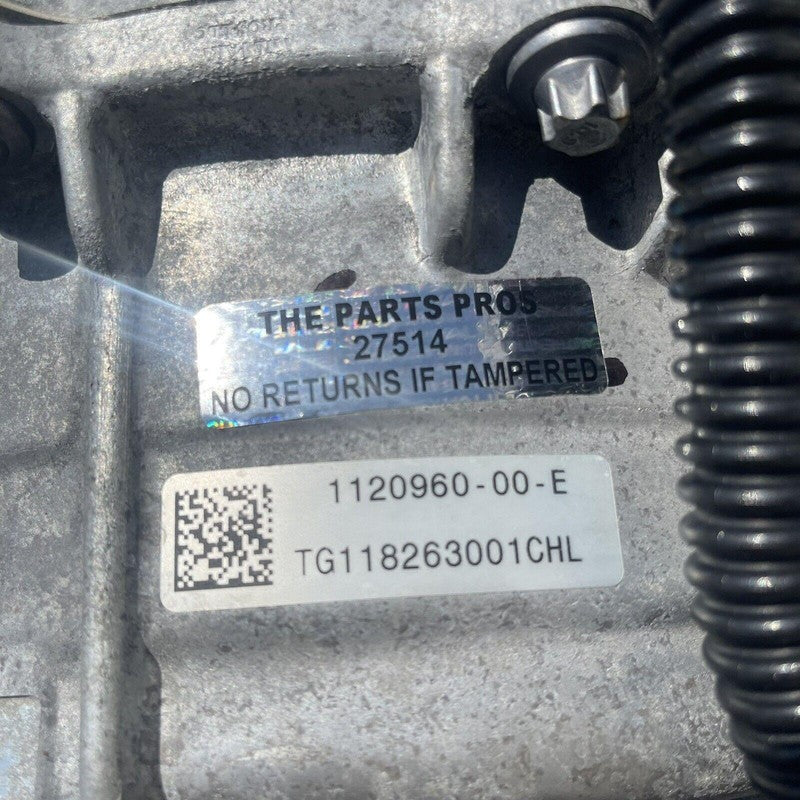 THE PARTS PROS
27514
NO RETURNS IF TAMPERED
1120960-00-E
TG118263001CHL